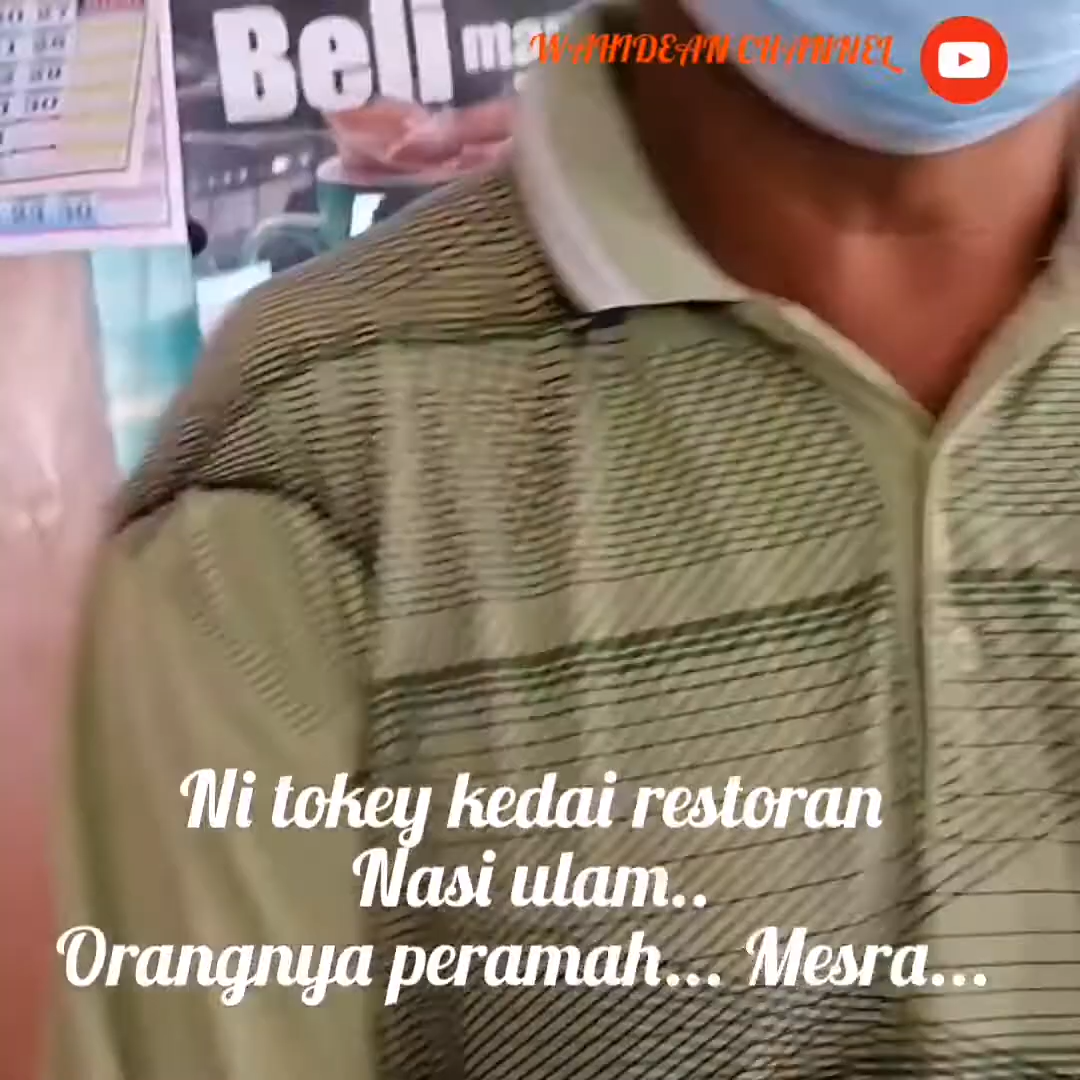 Beli
WAHIDEAN CHANNEL
Ni tokey kedai restoran
Nasi ulam..
Orangnya peramah... Mesra...